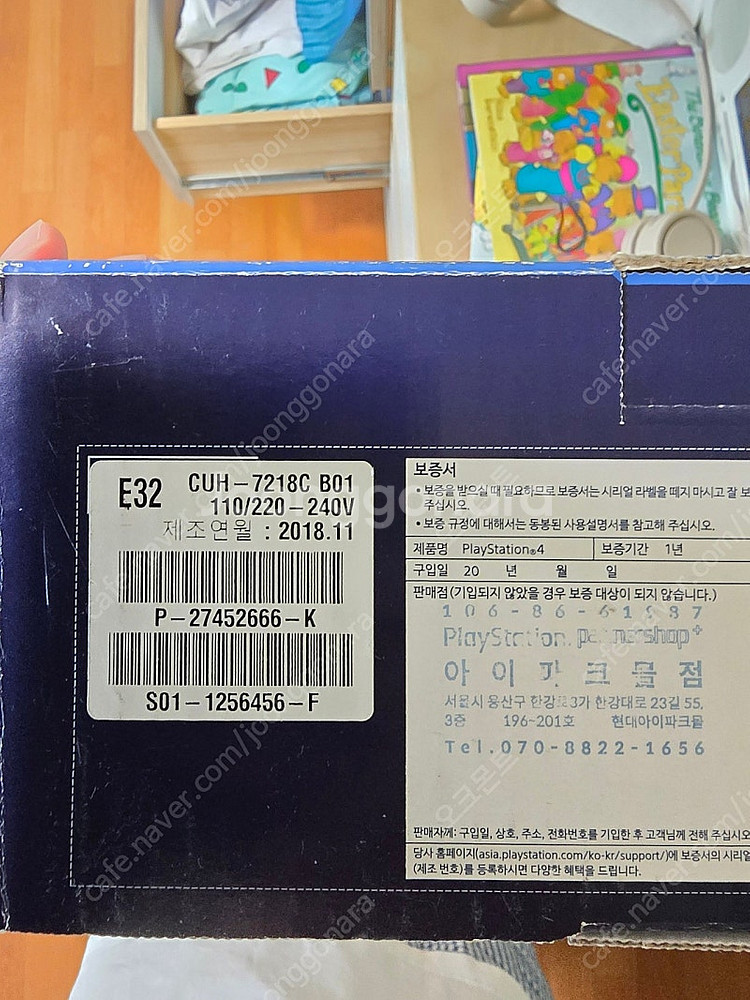 E32
CUH-7218C B01
110/220-240V
제조연월 : 2018.11
P-27452666-K
S01-1256456-F
보증서
• 보증을 받으실 때 필요하므로 보증서는 시리얼 라벨을 떼지 마시고 잘 보
주십시오.
• 보증 규정에 대해서는 동봉된 사용설명서를 참고해 주십시오.
제품명 PlayStation®4 보증기간 1년
구입일 20 년 월 일
판매점(기입되지 않았을 경우 보증 대상이 되지 않습니다.)
106-86-61987
PlayStation. partnershop+
아이파크몰점
서울시 용산구 한강로3가 한강대로 23길 55,
3층 196-201호 현대아이파크몰
Tel.070-8822-1656
판매자께: 구입일, 상호, 주소, 전화번호를 기입한 후 고객님께 전해 주십시오
당사 홈페이지(asia.playstation.com/ko-kr/support/)에 보증서의 시리얼
(제조 번호)를 등록하시면 다양한 혜택을 드립니다.
joonggonara
cafe.naver.com/joonggonara
오크몬트